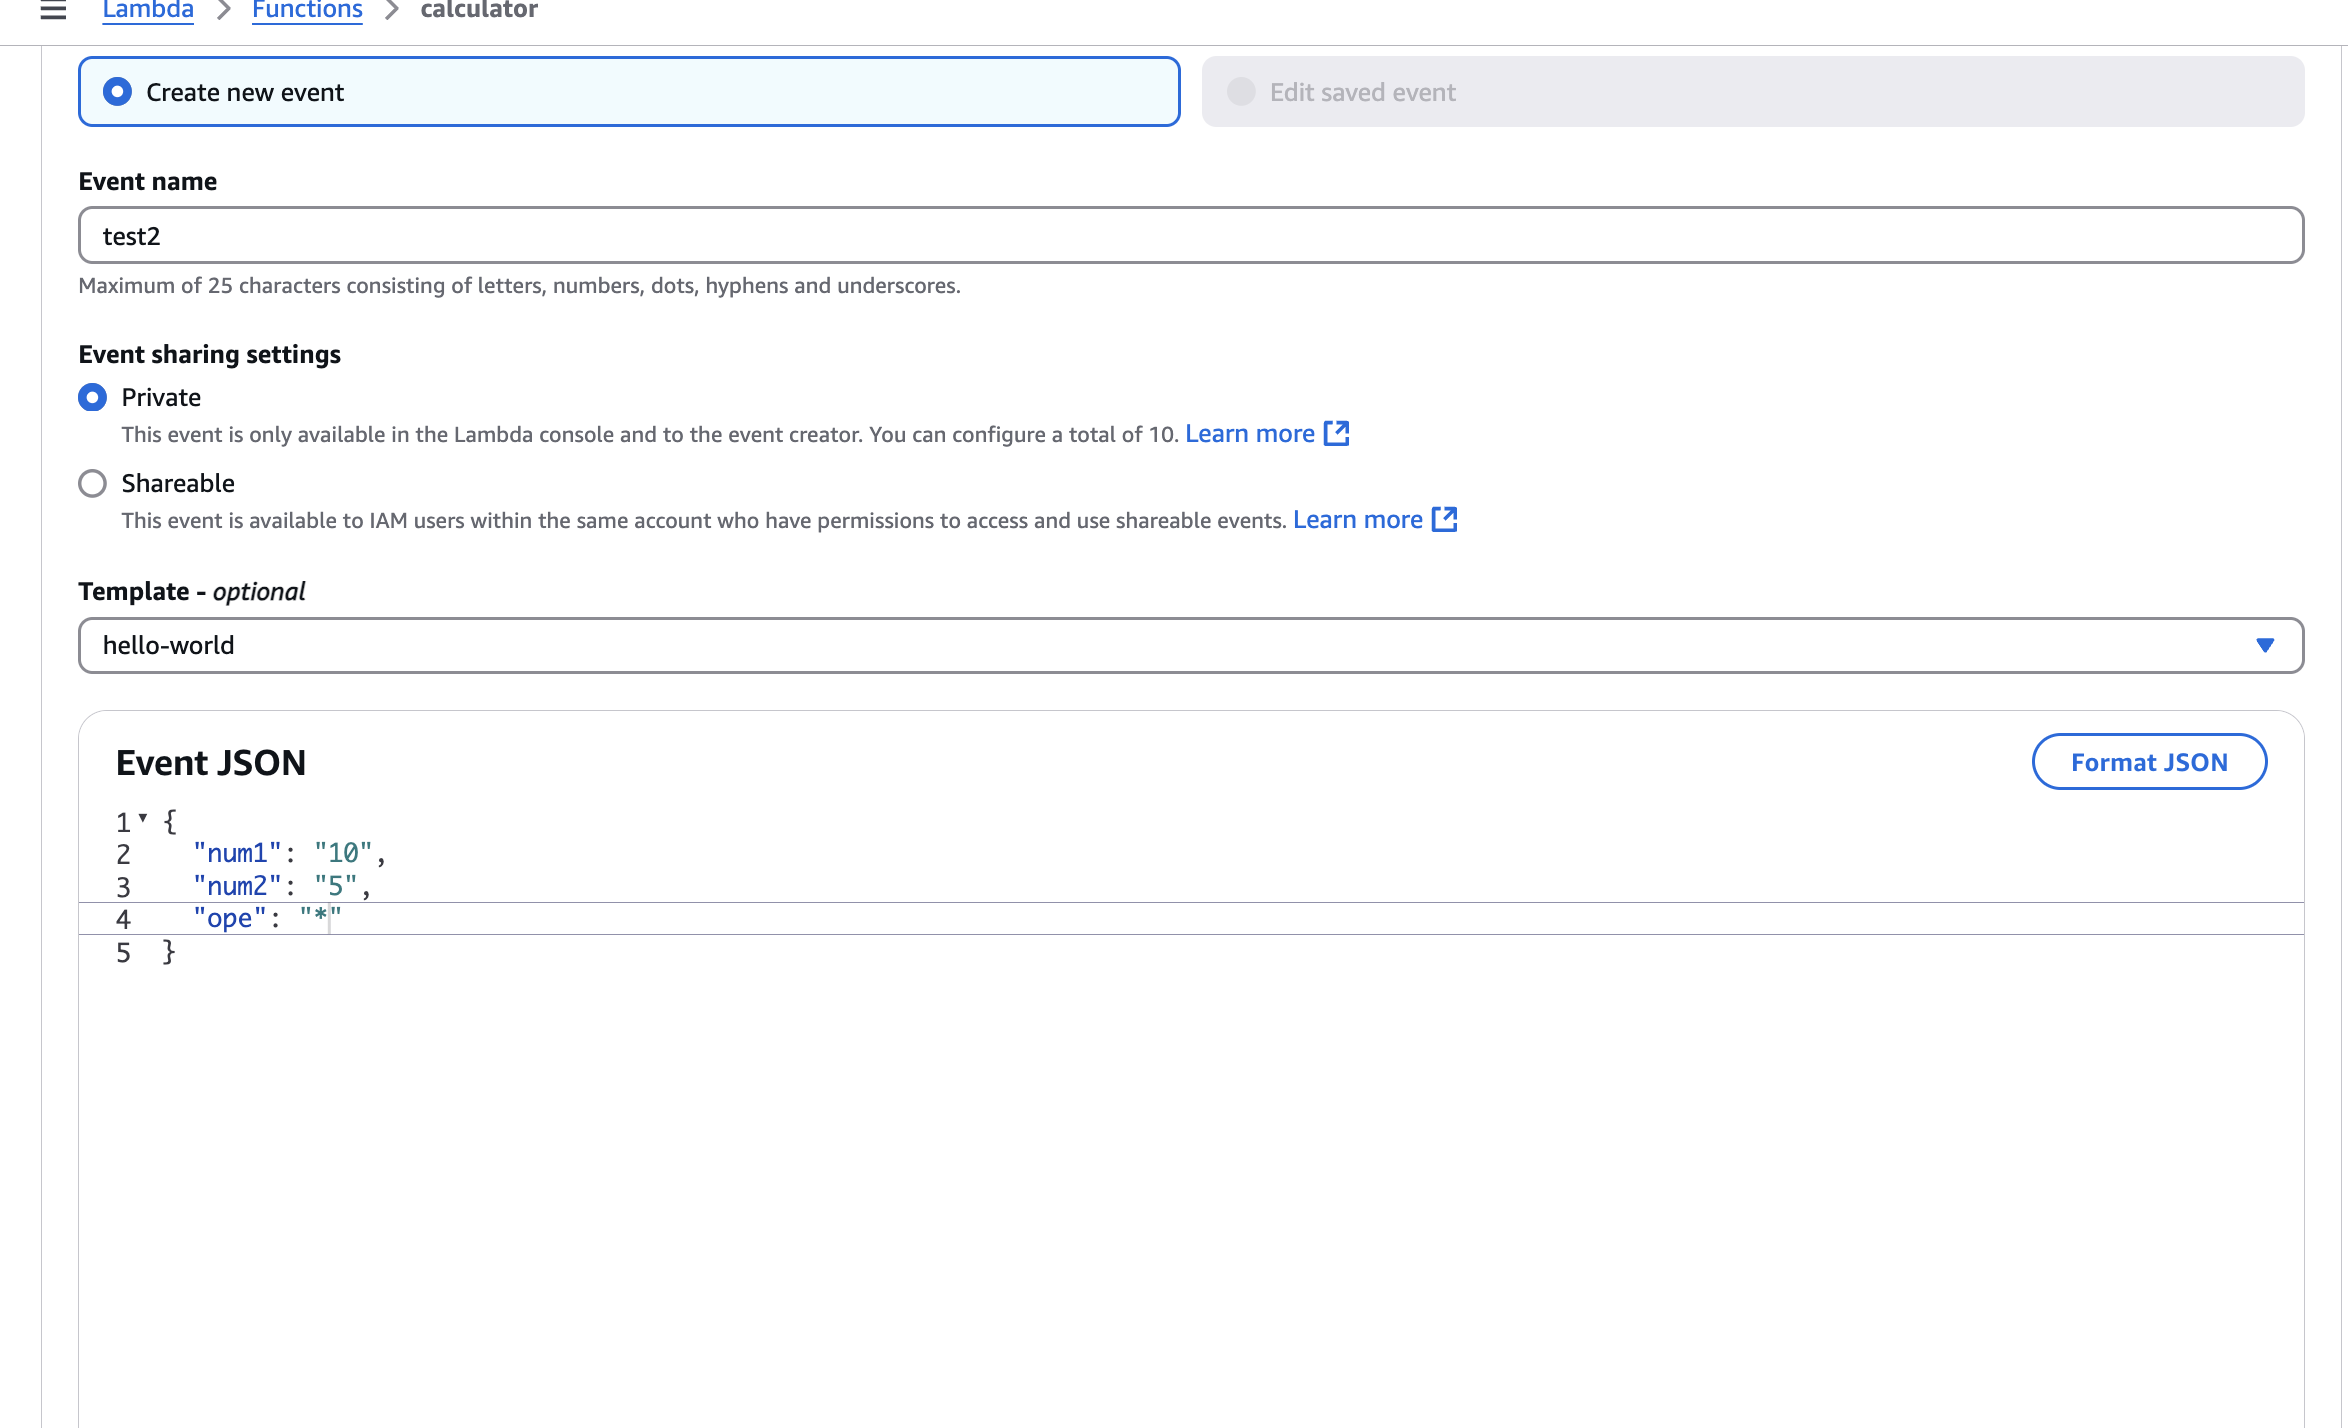 Lambda > Functions > calculator
Create new event
Edit saved event
Event name
test2
Maximum of 25 characters consisting of letters, numbers, dots, hyphens and underscores.
Event sharing settings
Private
This event is only available in the Lambda console and to the event creator. You can configure a total of 10. Learn more
Shareable
This event is available to IAM users within the same account who have permissions to access and use shareable events. Learn more
Template - optional
hello-world
Event JSON
Format JSON
1 {
2 "num1": "10",
3 "num2": "5",
4 "ope": "*"
5 }